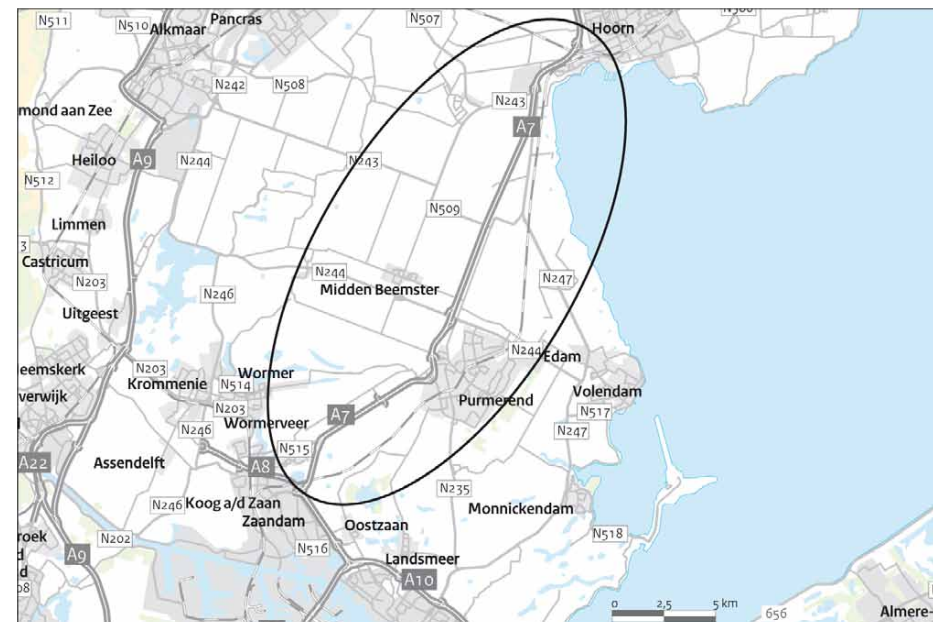 N511
N510
Pancras
Alkmaar
N507
Hoorn
N242
N508
N243
A7
mond aan Zee
Heiloo
A9
N244
N243
N512
N509
Limmen
3
Castricum
N203
N244
Midden Beemster
N247
N246
Uitgeest
N244
Edam
eemskerk
N203
Wormer
Krommenie
N514
Volendam
erwijk
N203
A7
Purmerend
N517
Wormerveer
N246
N247
N515
A22
Assendelft
A8
N235
N246
Koog a/d Zaan
Monnickendam
Zaandam
Oostzaan
roek
N202
N518
d
A9
N516
Landsmeer
d
A10
08
0 2,5 5 km
656
Almere-